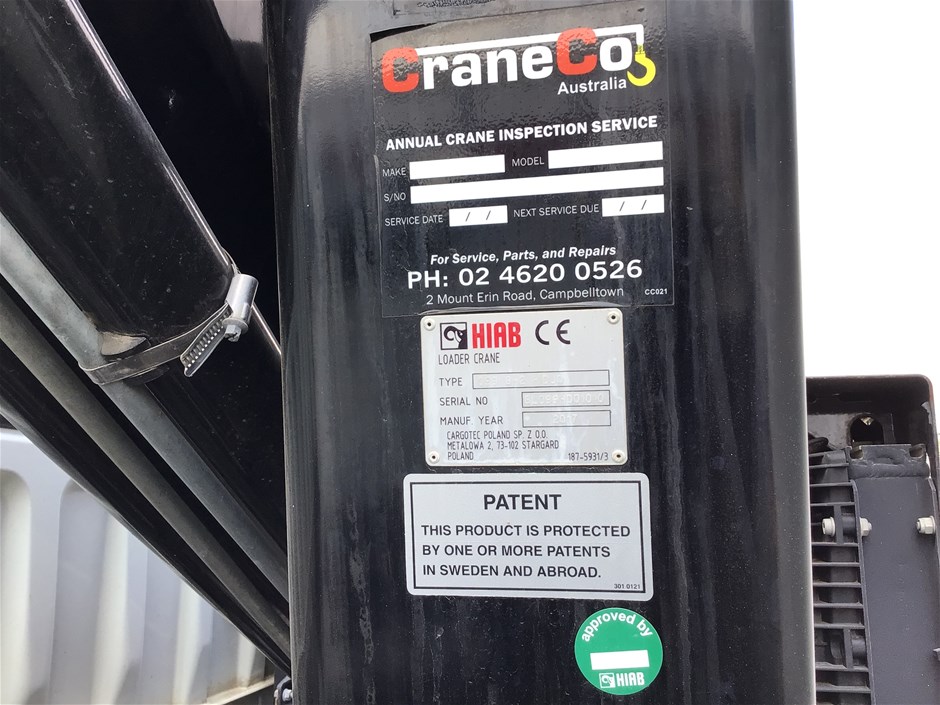 CraneCo
Australia
ANNUAL CRANE INSPECTION SERVICE
MAKE MODEL
S/NO
SERVICE DATE / / NEXT SERVICE DUE / /
For Service, Parts, and Repairs
PH: 02 4620 0526
2 Mount Erin Road, Campbelltown CC021
HIAB CE
LOADER CRANE
TYPE
SERIAL NO
MANUF. YEAR 2017
CARGOTEC POLAND SP. Z O.O.
METALOWA 2, 73-102 STARGARD
POLAND 187-5931/3
PATENT
THIS PRODUCT IS PROTECTED
BY ONE OR MORE PATENTS
IN SWEDEN AND ABROAD.
301 0121
approved by
HIAB